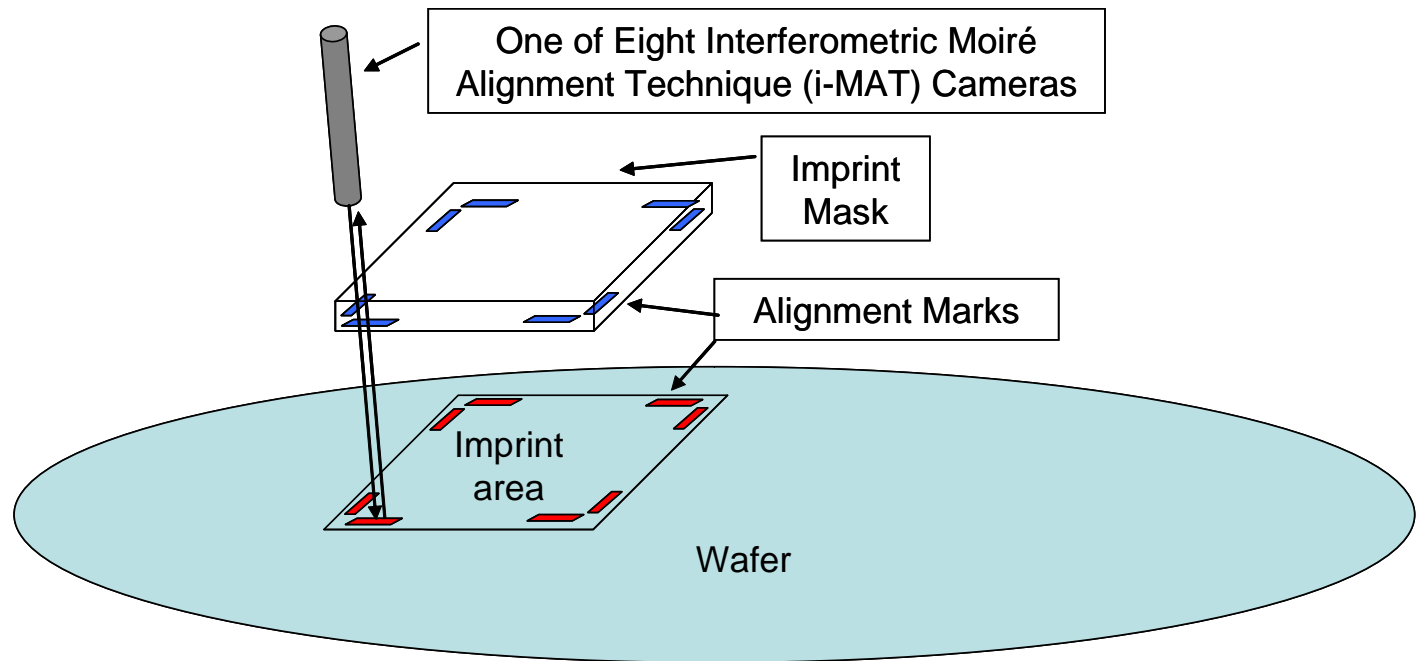 One of Eight Interferometric Moiré
Alignment Technique (i-MAT) Cameras
Imprint
Mask
Alignment Marks
Imprint
area
Wafer